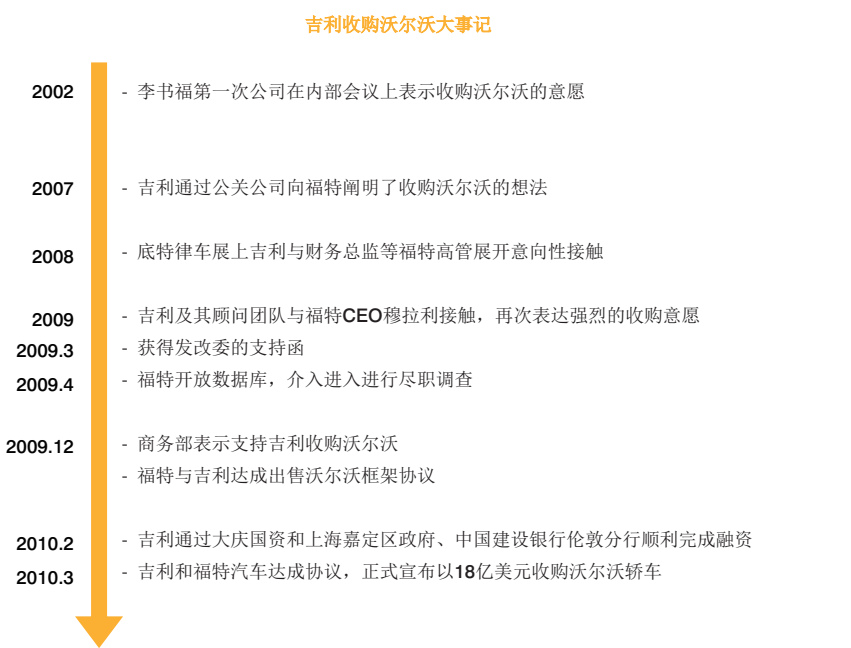 吉利收购沃尔沃大事记
2002 - 李书福第一次公司在内部会议上表示收购沃尔沃的意愿
2007 - 吉利通过公关公司向福特阐明了收购沃尔沃的想法
2008 - 底特律车展上吉利与财务总监等福特高管展开意向性接触
2009 - 吉利及其顾问团队与福特CEO穆拉利接触，再次表达强烈的收购意愿
2009.3 - 获得发改委的支持函
2009.4 - 福特开放数据库，介入进入进行尽职调查
2009.12 - 商务部表示支持吉利收购沃尔沃
- 福特与吉利达成出售沃尔沃框架协议
2010.2 - 吉利通过大庆国资和上海嘉定区政府、中国建设银行伦敦分行顺利完成融资
2010.3 - 吉利和福特汽车达成协议，正式宣布以18亿美元收购沃尔沃轿车